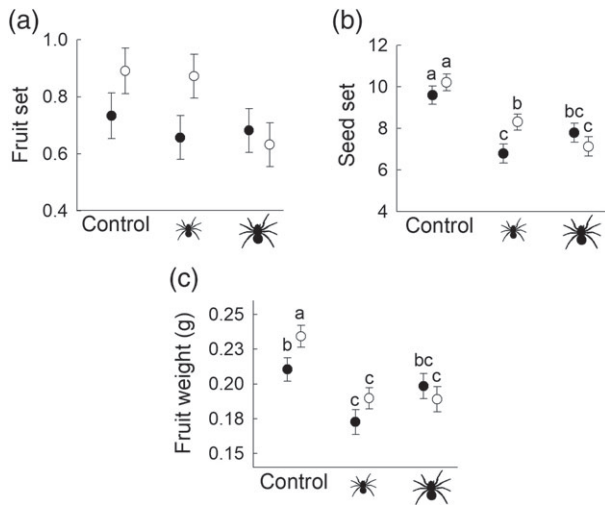 (a)
Fruit set
1.0
0.8
0.6
0.4
Control
(b)
Seed set
12
10
8
6
4
a a
c
b
bc
c
Control
(c)
Fruit weight (g)
0.25
0.23
0.20
0.18
0.15
b
a
c
c
bc
c
Control